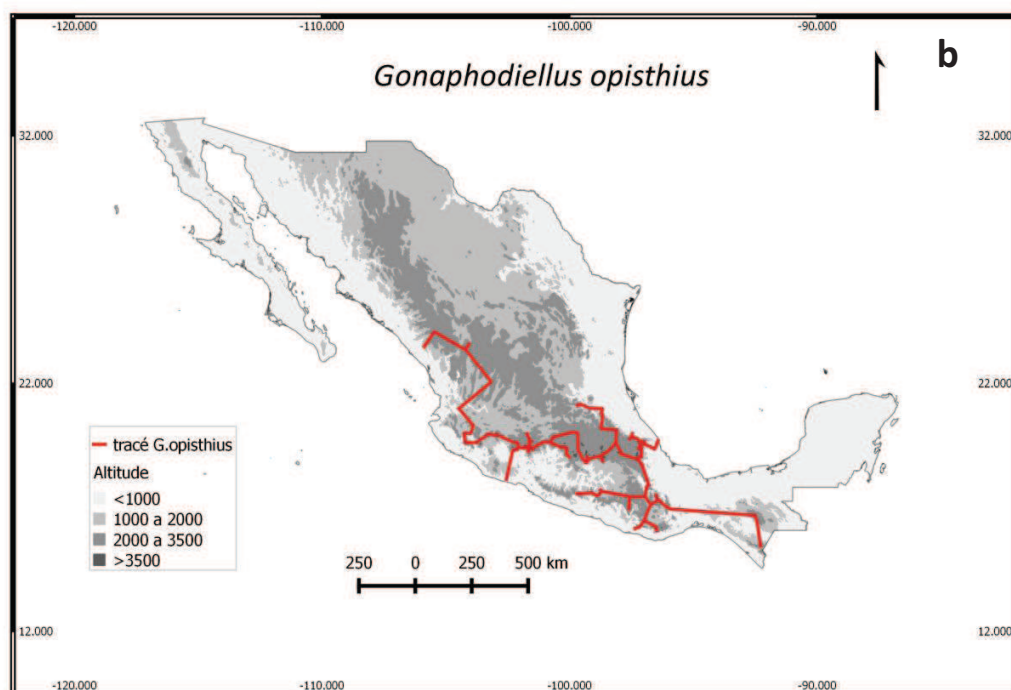 -120.000 -110.000 -100.000 -90.000
b
Gonaphodiellus opisthius
32.000 32.000
22.000 22.000
tracé G.opisthius
Altitude
<1000
1000 a 2000
2000 a 3500
>3500
250 0 250 500 km
12.000 12.000
-120.000 -110.000 -100.000 -90.000